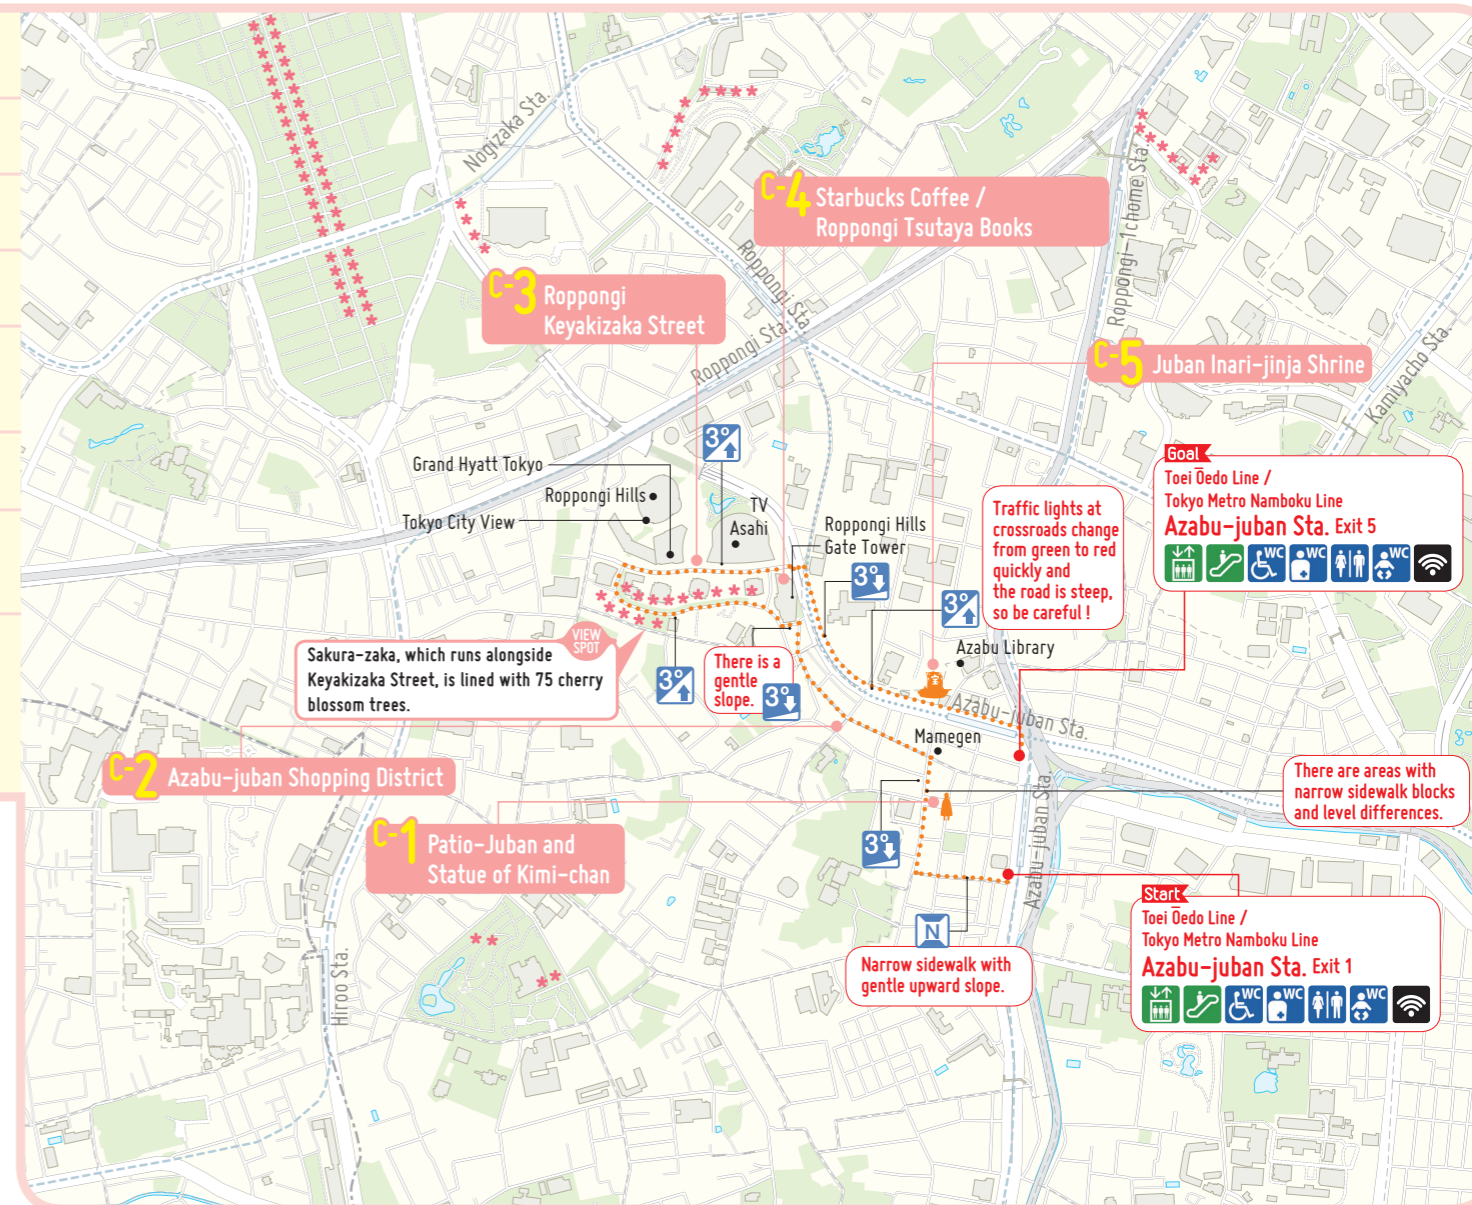 Nogizaka Sta.
C-4 Starbucks Coffee /
Roppongi Tsutaya Books
Roppongi-1chome Sta.
C-3 Roppongi
Keyakizaka Street
Roppongi Sta.
Roppongi Sta.
C-5 Juban Inari-jinja Shrine
Kamiyacho Sta.
3°
Grand Hyatt Tokyo
Roppongi Hills
Tokyo City View
TV
Asahi
Roppongi Hills
Gate Tower
3°
Traffic lights at
crossroads change
from green to red
quickly and
the road is steep,
so be careful !
3°
Goal
Toei Ōedo Line /
Tokyo Metro Namboku Line
Azabu-juban Sta. Exit 5
WC
WC
WC
VIEW
SPOT
Sakura-zaka, which runs alongside
Keyakizaka Street, is lined with 75 cherry
blossom trees.
3°
There is a
gentle
slope.
3°
Azabu Library
Azabu-juban Sta.
Mamegen
C-2 Azabu-juban Shopping District
There are areas with
narrow sidewalk blocks
and level differences.
C-1 Patio-Juban and
Statue of Kimi-chan
3°
Azabu-juban Sta.
Start
Toei Ōedo Line /
Tokyo Metro Namboku Line
Azabu-juban Sta. Exit 1
WC
WC
WC
N
Narrow sidewalk with
gentle upward slope.
Hiroo Sta.